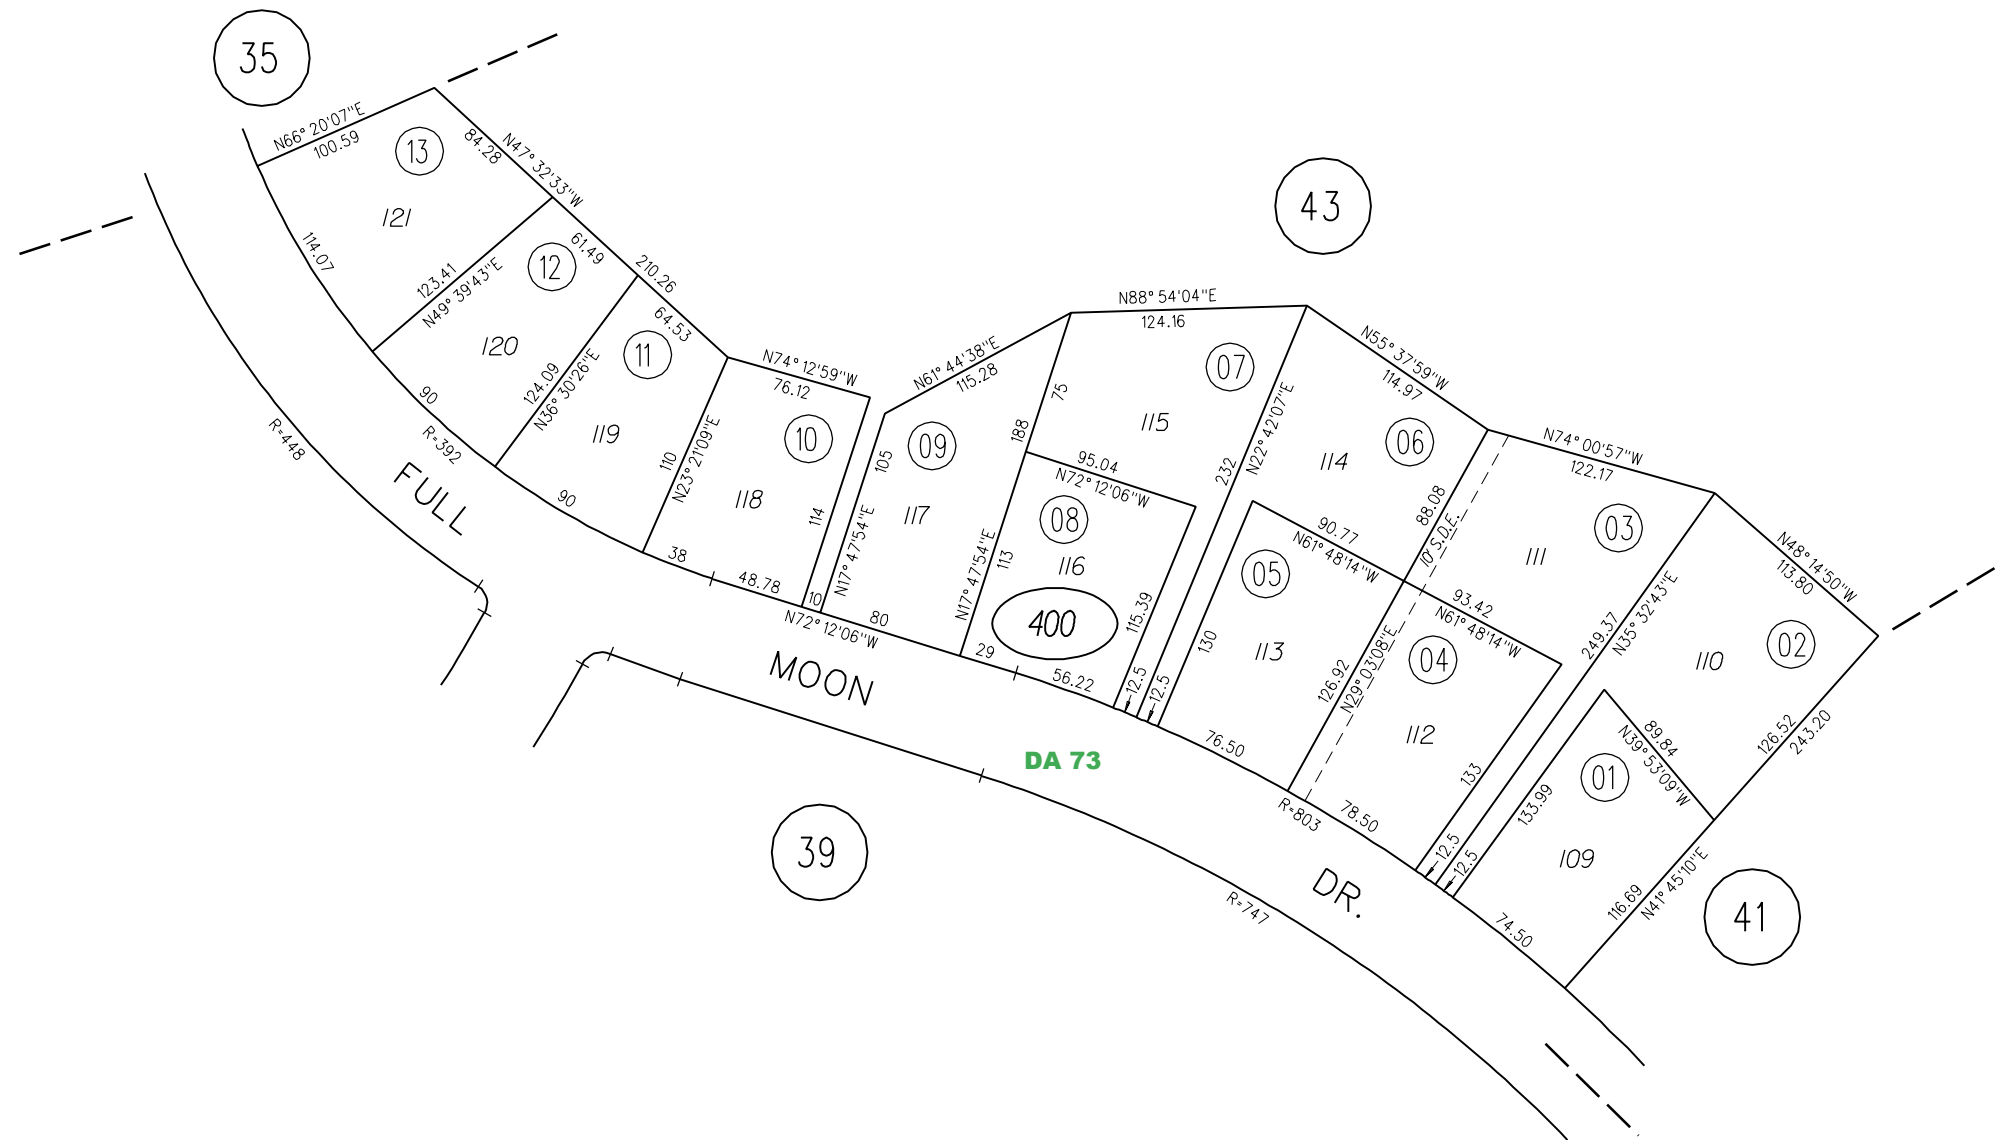 35
N66° 20'07"E
100.59
13
84.28
N47° 32'33"W
121
114.07
123.41
N49° 39'43"E
61.49
12
210.26
120
64.53
11
90
R=392
R=448
124.09
N36° 30'26"E
119
90
110
N23° 21'09"E
N74° 12'59"W
76.12
10
118
114
38
48.78
10
N72° 12'06"W
FULL
MOON
DR.
105
N17° 47'54"E
N61° 44'38"E
115.28
09
117
80
188
75
N17° 47'54"E
113
43
N88° 54'04"E
124.16
07
115
95.04
N72° 12'06"W
08
116
400
29
56.22
115.39
12.5
12.5
232
N22° 42'07"E
N55° 37'59"W
114.97
06
114
88.08
10' S.D.E.
90.77
N61° 48'14"W
05
113
130
76.50
126.92
N29° 03'08"E
R=803
N74° 00'57"W
122.17
03
111
93.42
N61° 48'14"W
04
112
78.50
133
12.5
12.5
249.37
N35° 32'43"E
N48° 14'50"W
113.80
02
110
126.52
243.20
89.84
N39° 53'09"W
01
109
133.99
116.69
N41° 45'10"E
74.50
41
DA 73
39
R=747